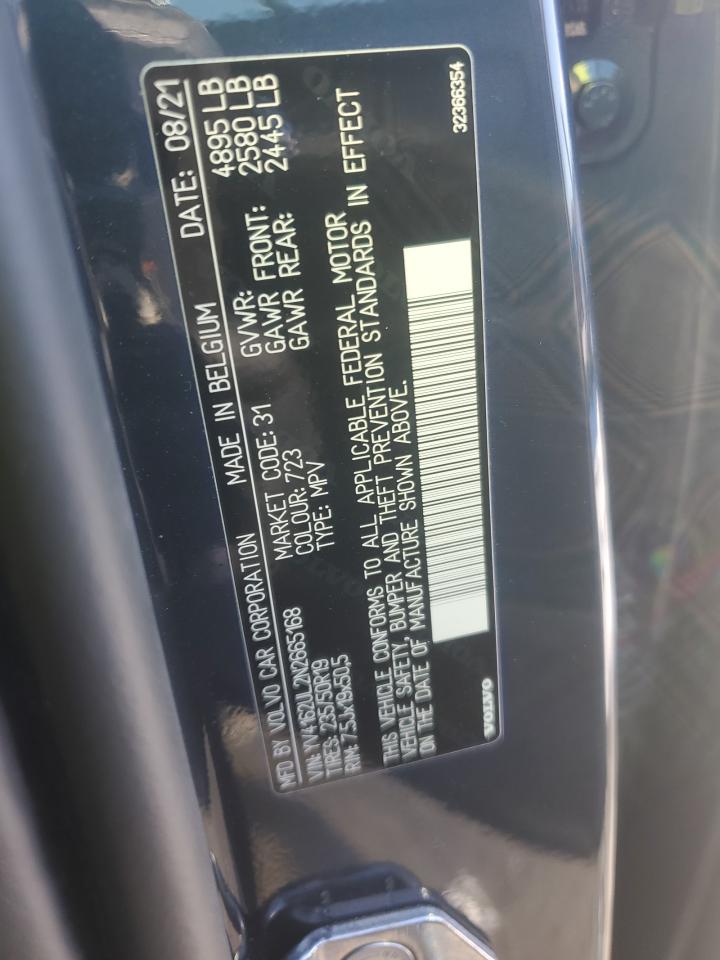 MFD BY VOLVO CAR CORPORATION MADE IN BELGIUM DATE: 08/21
VIN: YV4162UL2N2665168 MARKET CODE: 31 GVWR: 4895 LB
TIRES: 235/50R19 COLOUR: 723 GAWR FRONT: 2580 LB
RIM: 7.5Jx19x50,5 TYPE: MPV GAWR REAR: 2445 LB
THIS VEHICLE CONFORMS TO ALL APPLICABLE FEDERAL MOTOR
VEHICLE SAFETY, BUMPER AND THEFT PREVENTION STANDARDS IN EFFECT
ON THE DATE OF MANUFACTURE SHOWN ABOVE.
VOLVO 32366354